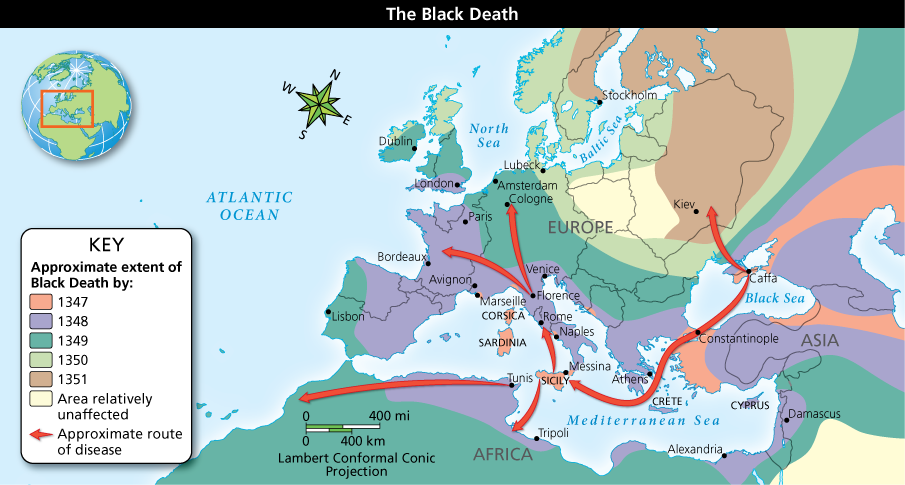 The Black Death
N
W
E
S
Stockholm
North
Sea
Baltic Sea
Dublin
Lubeck
London
Amsterdam
Cologne
ATLANTIC
OCEAN
Kiev
Paris
EUROPE
KEY
Approximate extent of
Black Death by:
1347
1348
1349
1350
1351
Area relatively
unaffected
Approximate route
of disease
Bordeaux
Venice
Avignon
Caffa
Marseille
Florence
Black Sea
Lisbon
CORSICA
Rome
Naples
SARDINIA
Constantinople
ASIA
Messina
Tunis
SICILY
Athens
CRETE
CYPRUS
Mediterranean Sea
Damascus
0
400 mi
0
400 km
Lambert Conformal Conic
Projection
Tripoli
AFRICA
Alexandria